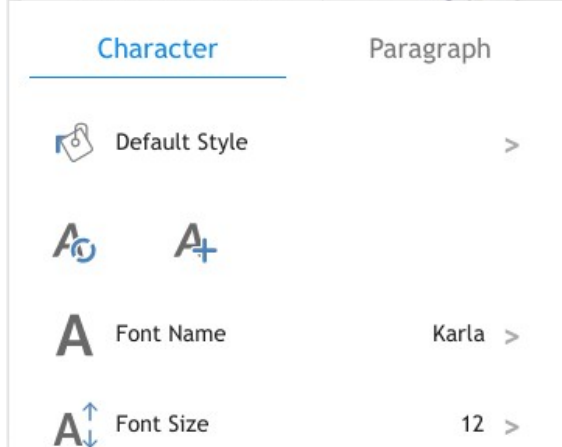 Character Paragraph
Default Style >
Font Name Karla >
Font Size 12 >